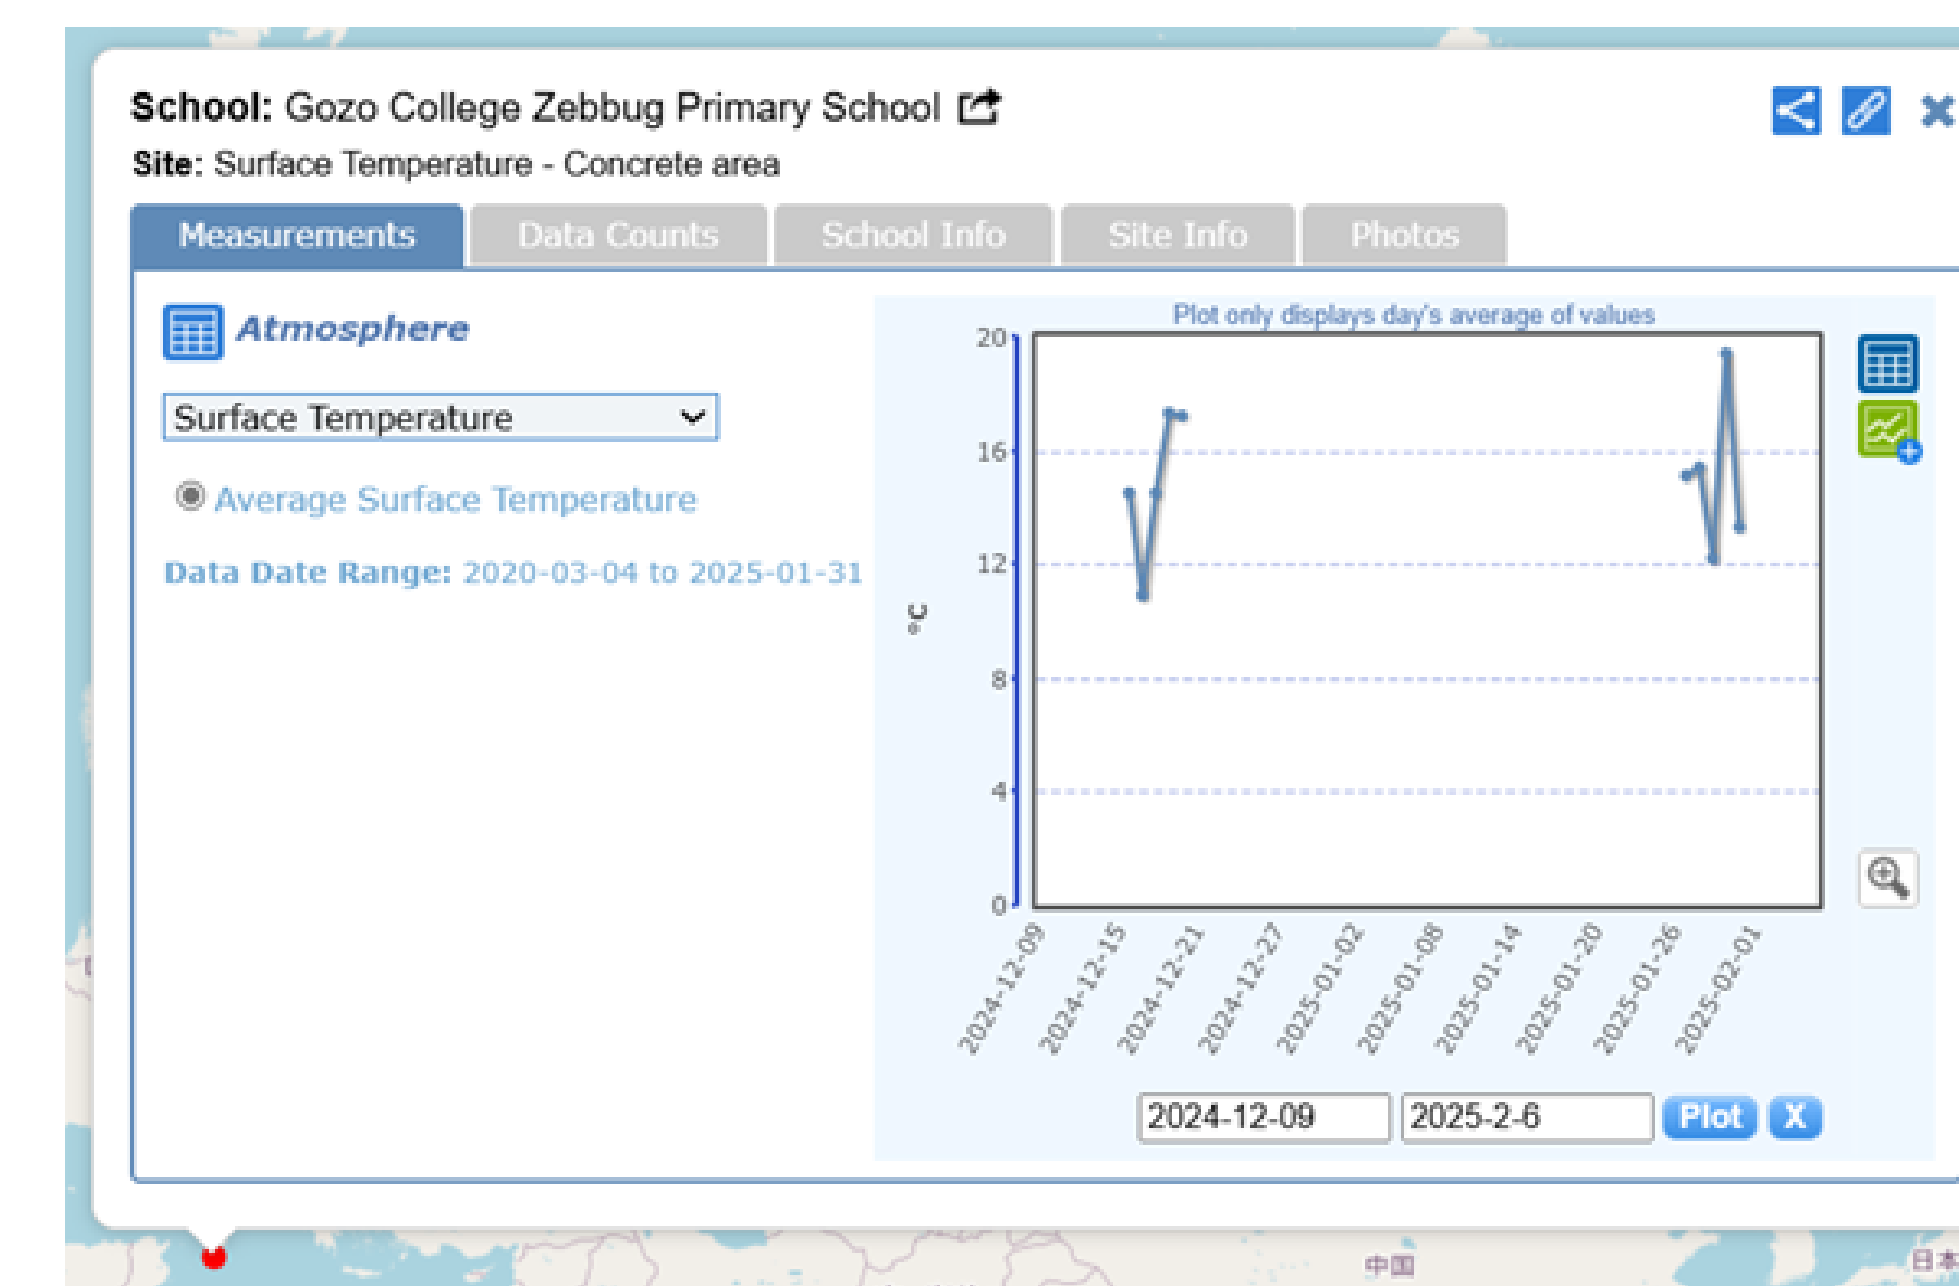 School: Gozo College Zebbug Primary School
Site: Surface Temperature - Concrete area
Measurements Data Counts School Info Site Info Photos
Atmosphere
Surface Temperature
Average Surface Temperature
Data Date Range: 2020-03-04 to 2025-01-31
Plot only displays day's average of values
20
16
12
8
4
0
°C
2024-12-09 2024-12-15 2024-12-21 2024-12-27 2025-01-02 2025-01-08 2025-01-14 2025-01-20 2025-01-26 2025-02-01
2024-12-09 2025-2-6 Plot X
中国
日本